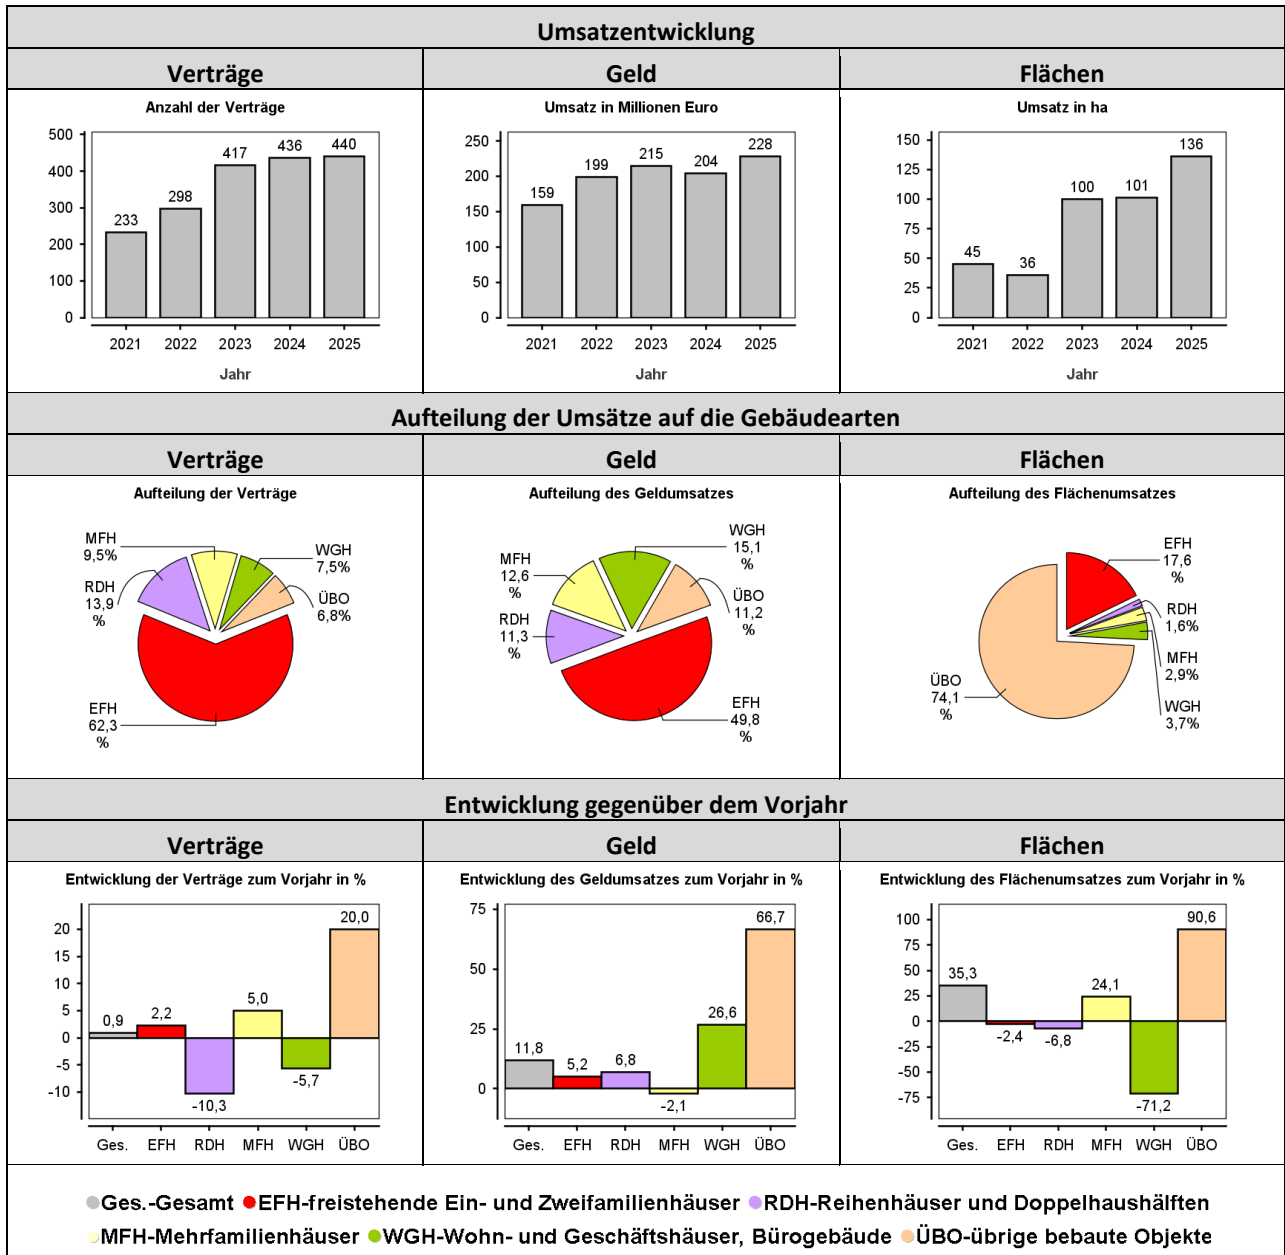 Umsatzentwicklung
Verträge
Geld
Flächen
Anzahl der Verträge
500
400
300
200
100
0
233
298
417
436
440
2021
2022
2023
2024
2025
Jahr
Umsatz in Millionen Euro
250
200
150
100
50
0
159
199
215
204
228
2021
2022
2023
2024
2025
Jahr
Umsatz in ha
150
125
100
75
50
25
0
45
36
100
101
136
2021
2022
2023
2024
2025
Jahr
Aufteilung der Umsätze auf die Gebäudearten
Verträge
Geld
Flächen
Aufteilung der Verträge
MFH
9,5%
WGH
7,5%
RDH
13,9
%
ÜBO
6,8%
EFH
62,3
%
Aufteilung des Geldumsatzes
WGH
15,1
%
MFH
12,6
%
ÜBO
11,2
%
RDH
11,3
%
EFH
49,8
%
Aufteilung des Flächenumsatzes
EFH
17,6
%
RDH
1,6%
MFH
2,9%
WGH
3,7%
ÜBO
74,1
%
Entwicklung gegenüber dem Vorjahr
Verträge
Geld
Flächen
Entwicklung der Verträge zum Vorjahr in %
20
15
10
5
0
-5
-10
0,9
2,2
-10,3
5,0
-5,7
20,0
Ges.
EFH
RDH
MFH
WGH
ÜBO
Entwicklung des Geldumsatzes zum Vorjahr in %
75
50
25
0
11,8
5,2
6,8
-2,1
26,6
66,7
Ges.
EFH
RDH
MFH
WGH
ÜBO
Entwicklung des Flächenumsatzes zum Vorjahr in %
100
75
50
25
0
-25
-50
-75
35,3
-2,4
-6,8
24,1
-71,2
90,6
Ges.
EFH
RDH
MFH
WGH
ÜBO
Ges.-Gesamt EFH-freistehende Ein- und Zweifamilienhäuser RDH-Reihenhäuser und Doppelhaushälften
MFH-Mehrfamilienhäuser WGH-Wohn- und Geschäftshäuser, Bürogebäude ÜBO-übrige bebaute Objekte